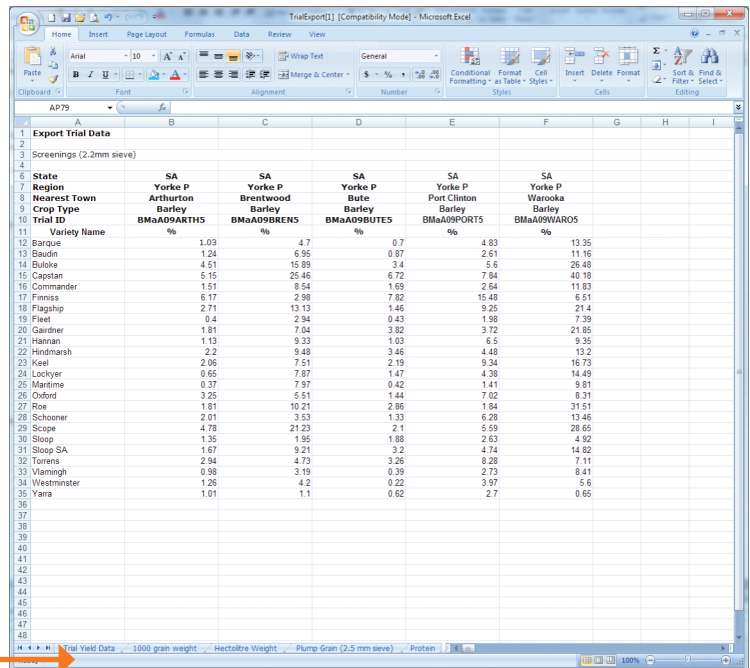 TrialExport[1] [Compatibility Mode] - Microsoft Excel
Home Insert Page Layout Formulas Data Review View
Arial 10 Wrap Text General
Paste B I U Merge & Center $ % , Conditional Formatting Format as Table Cell Styles Insert Delete Format Sort & Filter Find & Select
Clipboard Font Alignment Number Styles Cells Editing
AP79 fx
A B C D E F G H I
1 Export Trial Data
2
3 Screenings (2.2mm sieve)
4
6 State SA SA SA SA SA
7 Region Yorke P Yorke P Yorke P Yorke P Yorke P
8 Nearest Town Arthurton Brentwood Bute Port Clinton Warooka
9 Crop Type Barley Barley Barley Barley Barley
10 Trial ID BMaA09ARTH5 BMaA09BREN5 BMaA09BUTE5 BMaA09PORT5 BMaA09WARO5
11 Variety Name % % % % %
12 Barque 1.03 4.7 0.7 4.83 13.35
13 Baudin 1.24 6.95 0.87 2.61 11.16
14 Buloke 4.51 15.89 3.4 5.6 26.48
15 Capstan 5.15 25.46 6.72 7.84 40.18
16 Commander 1.51 8.54 1.69 2.64 11.83
17 Finniss 6.17 2.98 7.82 15.48 6.51
18 Flagship 2.71 13.13 1.46 9.25 21.4
19 Fleet 0.4 2.94 0.43 1.98 7.39
20 Gairdner 1.81 7.04 3.82 3.72 21.85
21 Hannan 1.13 9.33 1.03 6.5 9.35
22 Hindmarsh 2.2 9.48 3.46 4.48 13.2
23 Keel 2.06 7.51 2.19 9.34 16.73
24 Lockyer 0.65 7.87 1.47 4.38 14.49
25 Maritime 0.37 7.97 0.42 1.41 9.81
26 Oxford 3.25 5.51 1.44 7.02 8.31
27 Roe 1.81 10.21 2.86 1.84 31.51
28 Schooner 2.01 3.53 1.33 6.28 13.46
29 Scope 4.78 21.23 2.1 5.59 28.65
30 Sloop 1.35 1.95 1.88 2.63 4.92
31 Sloop SA 1.67 9.21 3.2 4.74 14.82
32 Torrens 2.94 4.73 3.26 8.28 7.11
33 Vlamingh 0.98 3.19 0.39 2.73 8.41
34 Westminster 1.26 4.2 0.22 3.97 5.6
35 Yarra 1.01 1.1 0.62 2.7 0.65
36
37
38
39
40
41
42
43
44
45
46
47
48
Trial Yield Data 1000 grain weight Hectolitre Weight Plump Grain (2.5 mm sieve) Protein
100%